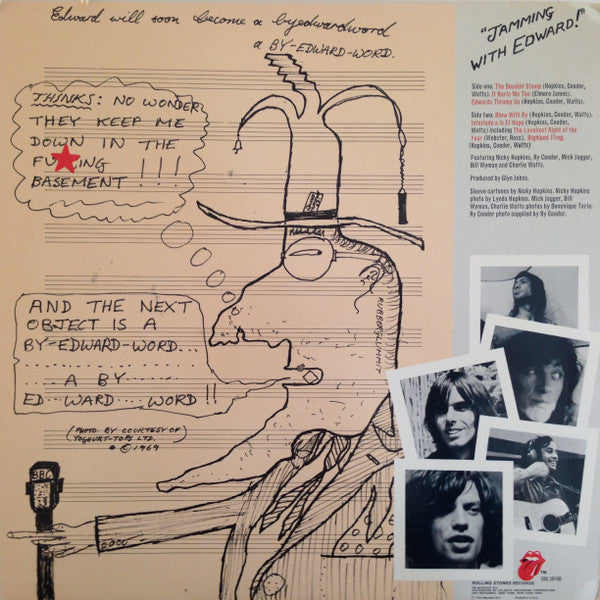 Edward will soon become a byedwardword
a BY-EDWARD-WORD.
THINKS: NO WONDER
THEY KEEP ME
DOWN IN THE
FU★ING !!!
BASEMENT ....
AND THE NEXT
OBJECT IS A
BY-EDWARD-WORD...
... A BY...
ED...WARD....WORD!!
(PHOTO. BY COURTESY OF)
YOGHURT-TOPS LTD.
© 1969
BBC
"JAMMING
WITH EDWARD!"
Side one. The Boudoir Stomp (Hopkins, Cooder,
Watts). It Hurts Me Too (Elmore James).
Edwards Thrump Up (Hopkins, Cooder, Watts).
Side two. Blow With Ry (Hopkins, Cooder, Watts).
Interlude a la El Hopo (Hopkins, Cooder,
Watts) including The Loveliest Night of the
Year (Webster, Ross). Highland Fling.
(Hopkins, Cooder, Watts)
Featuring Nicky Hopkins, Ry Cooder, Mick Jagger,
Bill Wyman and Charlie Watts.
Produced by Glyn Johns.
Sleeve cartoons by Nicky Hopkins. Nicky Hopkins
photo by Lynda Hopkins. Mick Jagger, Bill
Wyman, Charlie Watts photos by Dominique Tarle.
Ry Cooder photo supplied by Ry Cooder.
TM
COC 39100
ROLLING STONES RECORDS